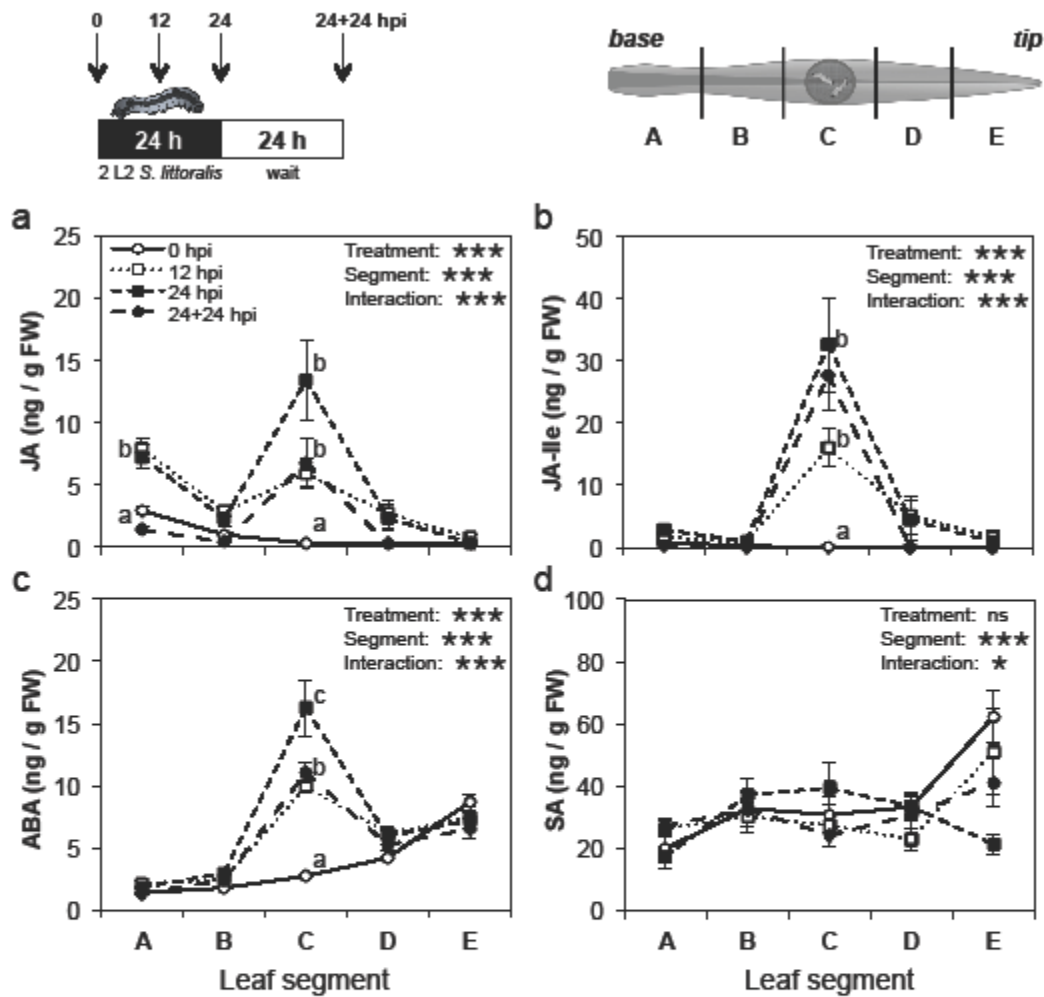 0 12 24 24+24 hpi
24 h 24 h
2 L2 S. littoralis wait
base tip
A B C D E
a
25
20
15
10
5
0
JA (ng / g FW)
0 hpi
12 hpi
24 hpi
24+24 hpi
Treatment: ***
Segment: ***
Interaction: ***
b
a
b
b
a
b
50
40
30
20
10
0
JA-Ile (ng / g FW)
Treatment: ***
Segment: ***
Interaction: ***
b
b
a
c
25
20
15
10
5
0
ABA (ng / g FW)
Treatment: ***
Segment: ***
Interaction: ***
c
b
a
A B C D E
Leaf segment
d
100
80
60
40
20
0
SA (ng / g FW)
Treatment: ns
Segment: ***
Interaction: *
A B C D E
Leaf segment